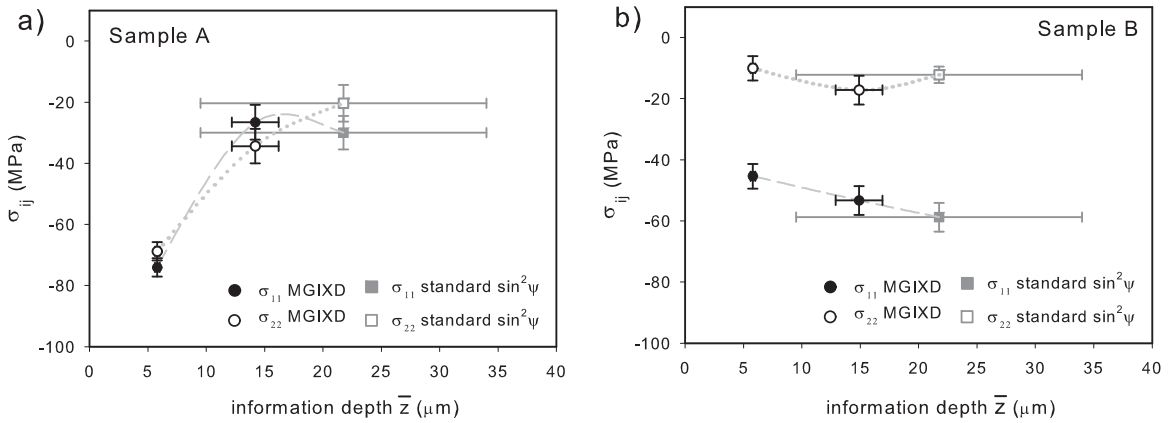 a)
Sample A
σij (MPa)
0
-20
-40
-60
-80
-100
σ11 MGIXD
σ22 MGIXD
σ11 standard sin²ψ
σ22 standard sin²ψ
0 5 10 15 20 25 30 35 40
information depth z̅ (μm)
b)
Sample B
σij (MPa)
0
-20
-40
-60
-80
-100
σ11 MGIXD
σ22 MGIXD
σ11 standard sin²ψ
σ22 standard sin²ψ
0 5 10 15 20 25 30 35 40
information depth z̅ (μm)